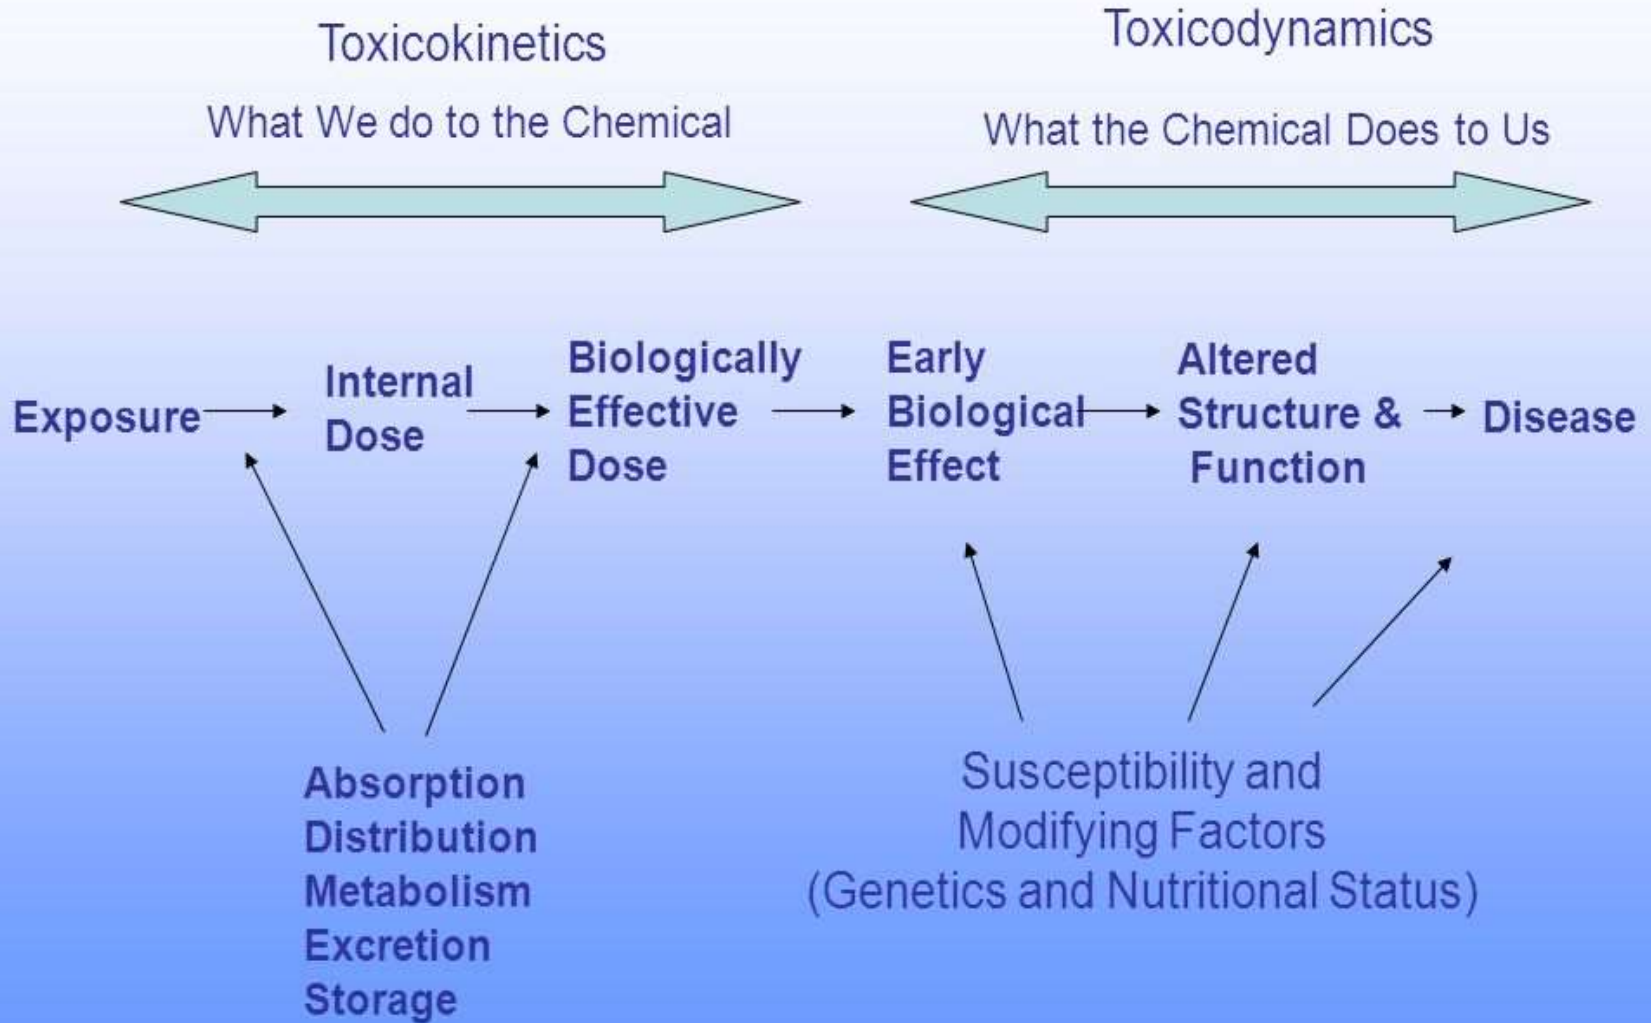 Toxicokinetics
What We do to the Chemical
Toxicodynamics
What the Chemical Does to Us
Exposure
Internal
Dose
Biologically
Effective
Dose
Early
Biological
Effect
Altered
Structure &
Function
Disease
Absorption
Distribution
Metabolism
Excretion
Storage
Susceptibility and
Modifying Factors
(Genetics and Nutritional Status)